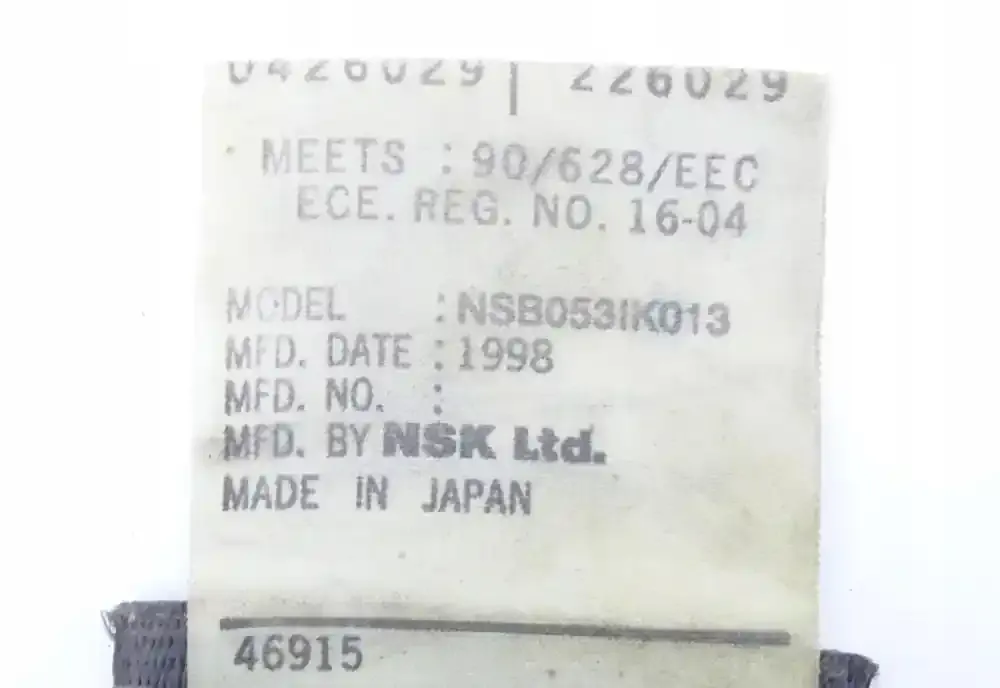 0426029 | 226029
MEETS : 90/628/EEC
ECE. REG. NO. 16-04
MODEL : NSB053IK013
MFD. DATE : 1998
MFD. NO. :
MFD. BY NSK Ltd.
MADE IN JAPAN
46915